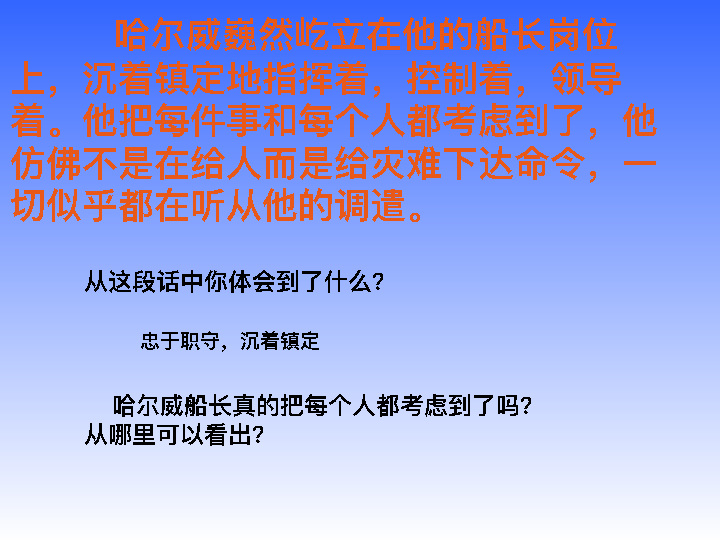 哈尔威巍然屹立在他的船长岗位
上，沉着镇定地指挥着，控制着，领导
着。他把每件事和每个人都考虑到了，他
仿佛不是在给人而是给灾难下达命令，一
切似乎都在听从他的调遣。
从这段话中你体会到了什么？
忠于职守，沉着镇定
哈尔威船长真的把每个人都考虑到了吗？
从哪里可以看出？